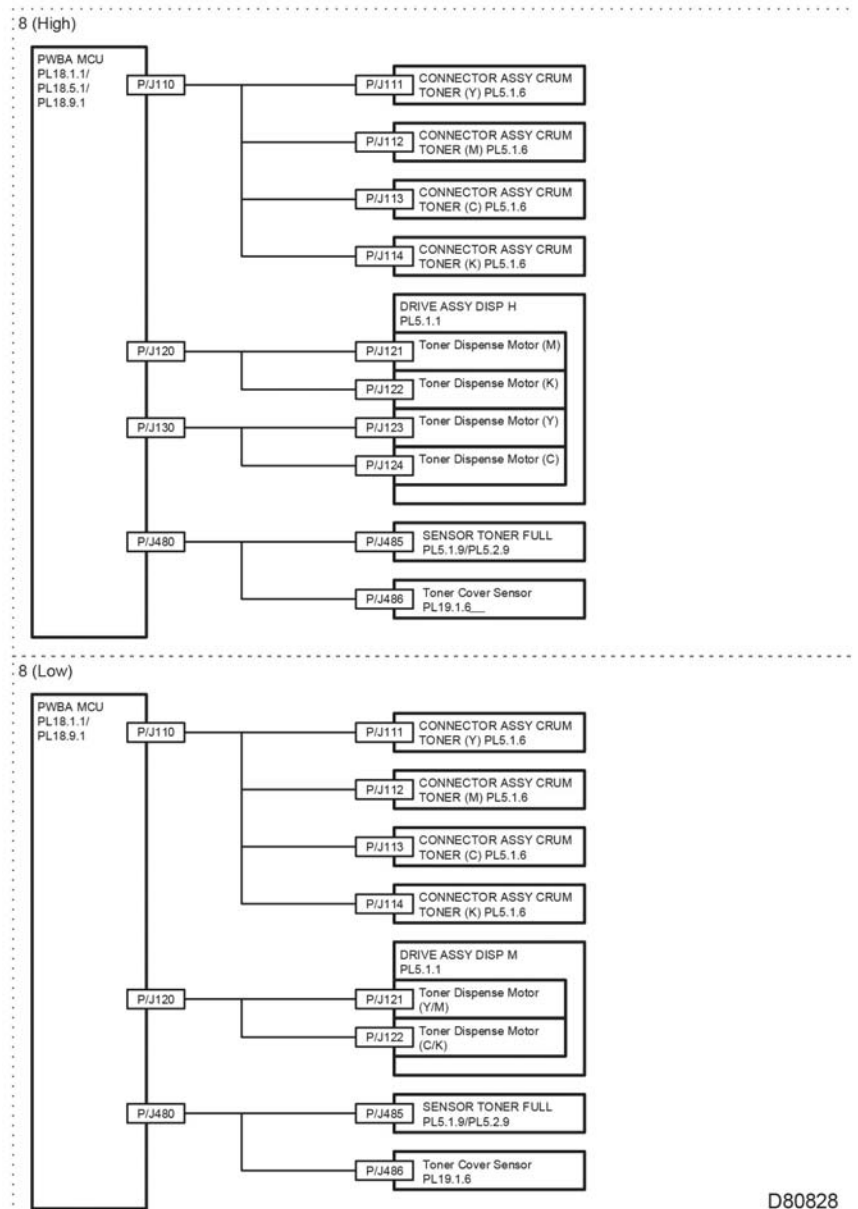 8 (High)
PWBA MCU
PL18.1.1/
PL18.5.1/
PL18.9.1
P/J110
P/J111
CONNECTOR ASSY CRUM
TONER (Y) PL5.1.6
P/J112
CONNECTOR ASSY CRUM
TONER (M) PL5.1.6
P/J113
CONNECTOR ASSY CRUM
TONER (C) PL5.1.6
P/J114
CONNECTOR ASSY CRUM
TONER (K) PL5.1.6
DRIVE ASSY DISP H
PL5.1.1
P/J120
P/J121
Toner Dispense Motor (M)
P/J122
Toner Dispense Motor (K)
P/J130
P/J123
Toner Dispense Motor (Y)
P/J124
Toner Dispense Motor (C)
P/J480
P/J485
SENSOR TONER FULL
PL5.1.9/PL5.2.9
P/J486
Toner Cover Sensor
PL19.1.6__
8 (Low)
PWBA MCU
PL18.1.1/
PL18.9.1
P/J110
P/J111
CONNECTOR ASSY CRUM
TONER (Y) PL5.1.6
P/J112
CONNECTOR ASSY CRUM
TONER (M) PL5.1.6
P/J113
CONNECTOR ASSY CRUM
TONER (C) PL5.1.6
P/J114
CONNECTOR ASSY CRUM
TONER (K) PL5.1.6
DRIVE ASSY DISP M
PL5.1.1
P/J120
P/J121
Toner Dispense Motor
(Y/M)
P/J122
Toner Dispense Motor
(C/K)
P/J480
P/J485
SENSOR TONER FULL
PL5.1.9/PL5.2.9
P/J486
Toner Cover Sensor
PL19.1.6
D80828